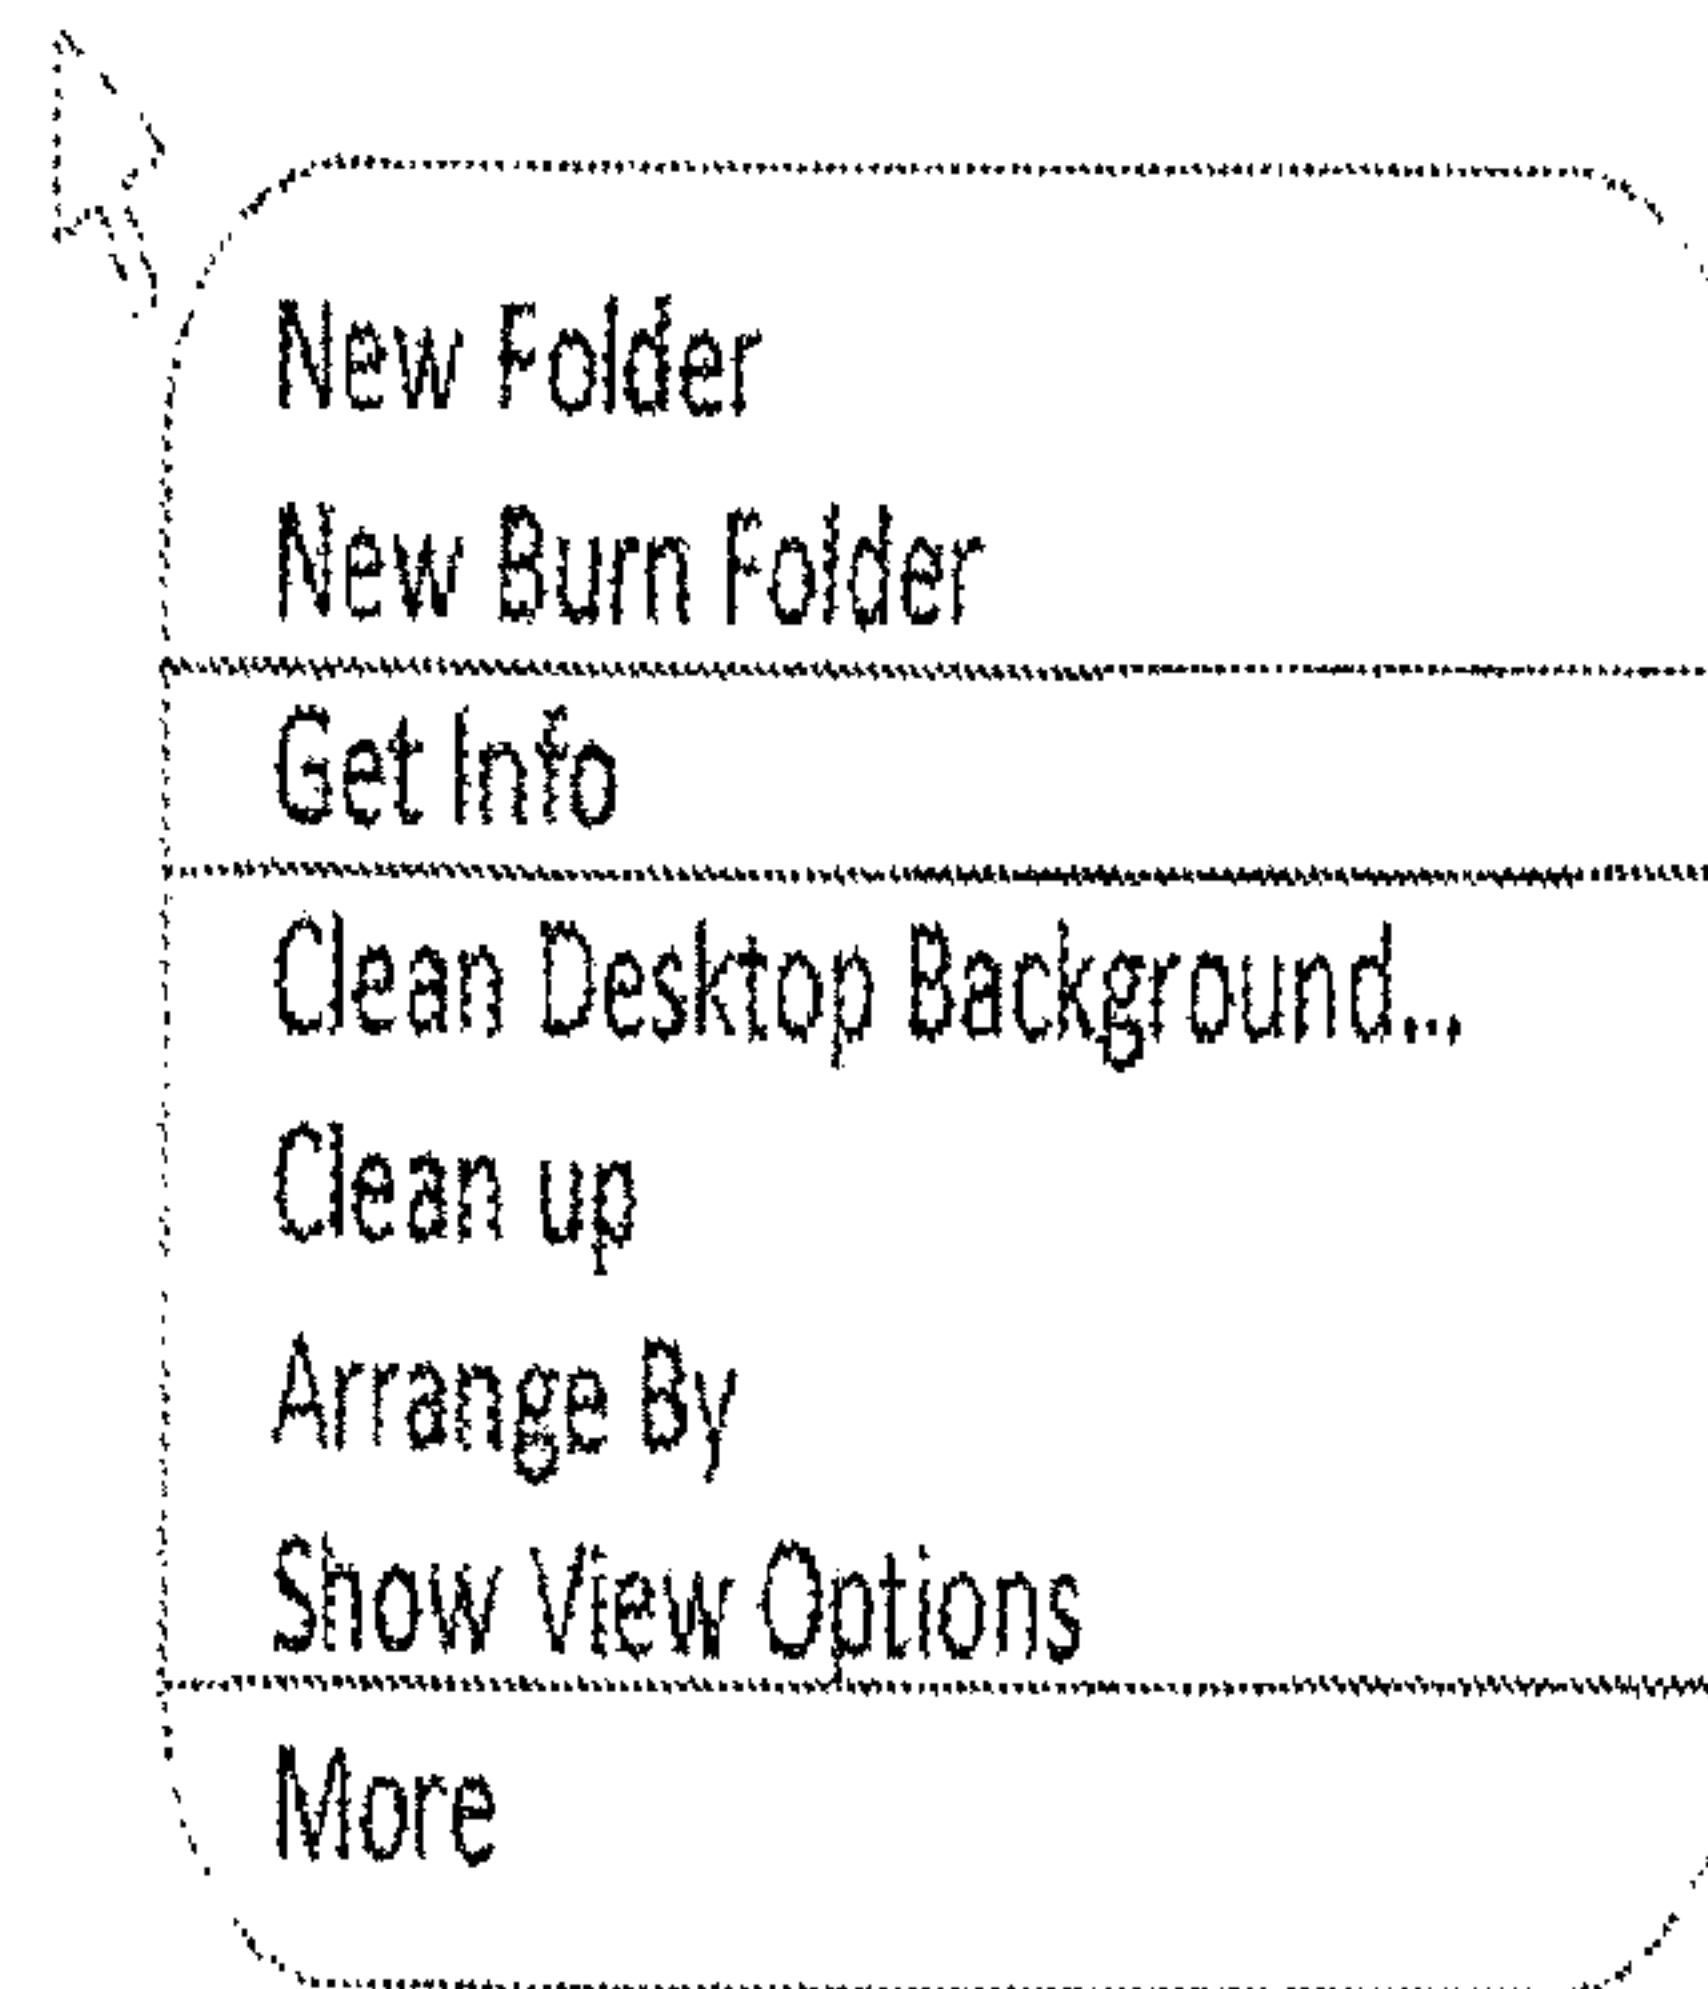 New Folder
New Burn Folder
Get Info
Clean Desktop Background...
Clean up
Arrange By
Show View Options
More